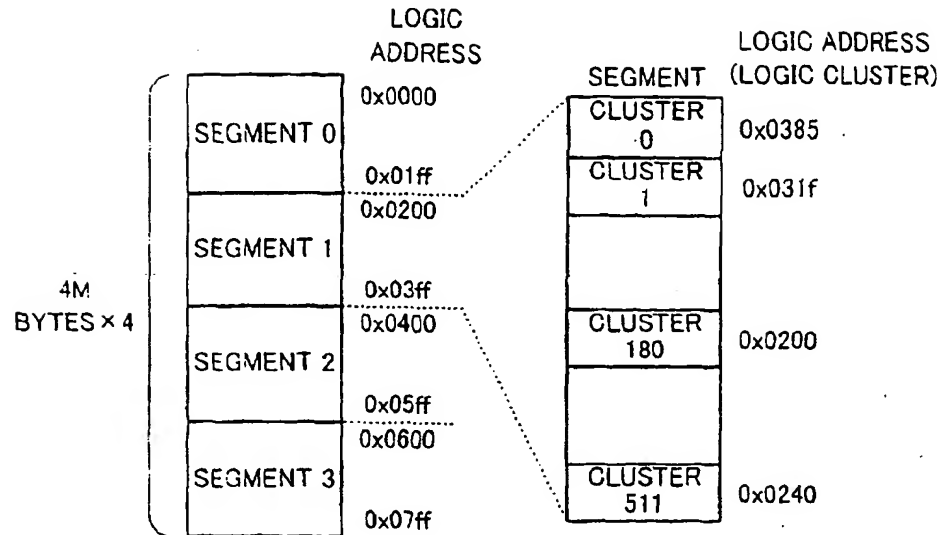 LOGIC
ADDRESS
0x0000
SEGMENT 0
0x01ff
0x0200
SEGMENT 1
0x03ff
0x0400
SEGMENT 2
0x05ff
0x0600
SEGMENT 3
0x07ff
4M
BYTES × 4
SEGMENT
LOGIC ADDRESS
(LOGIC CLUSTER)
CLUSTER
0
0x0385
CLUSTER
1
0x031f
CLUSTER
180
0x0200
CLUSTER
511
0x0240